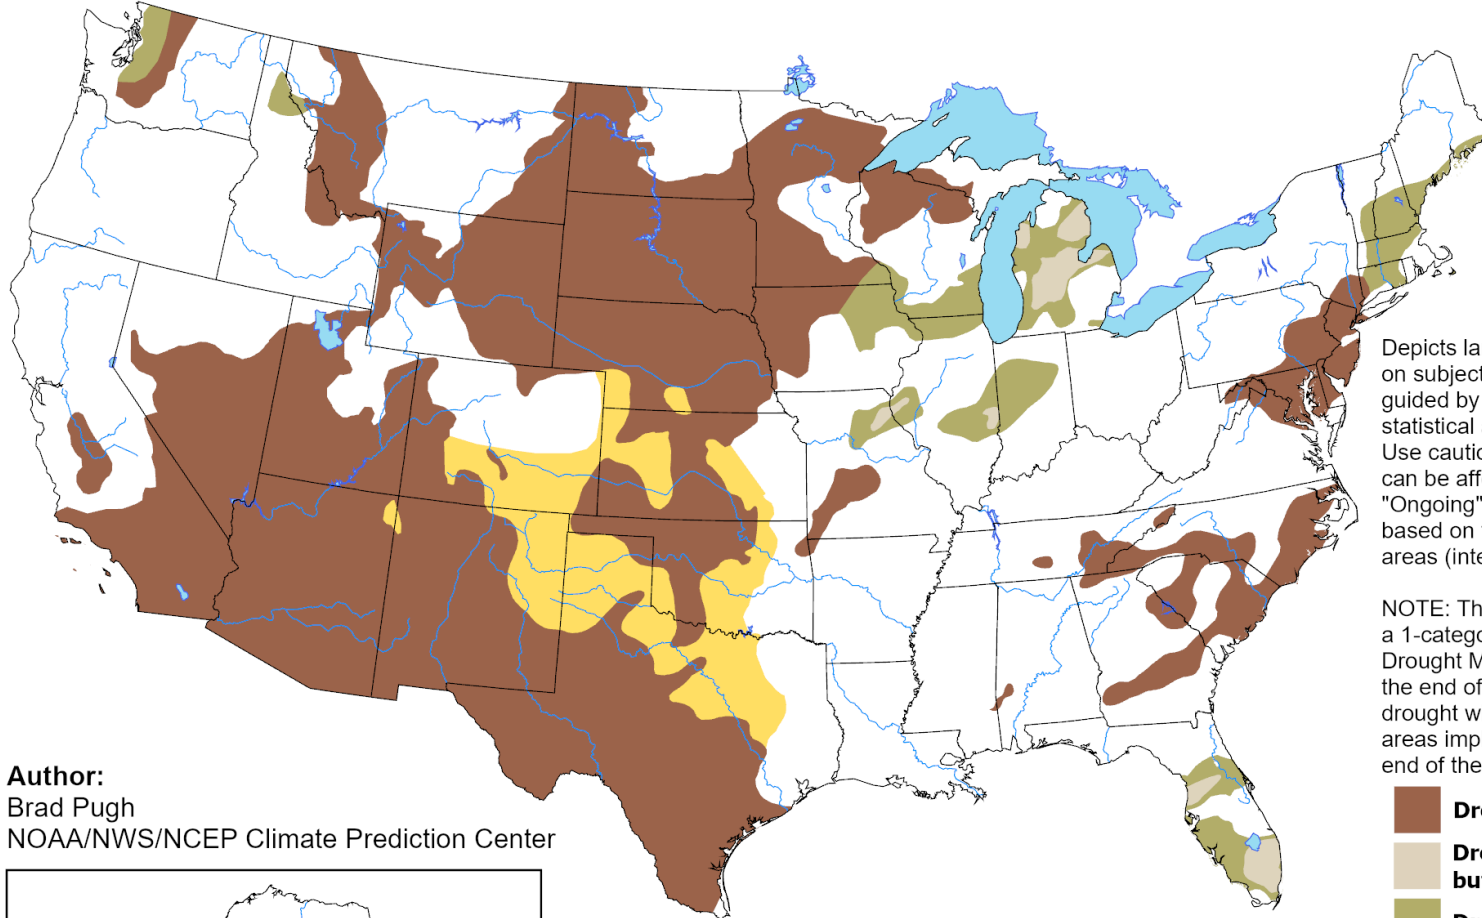 Depicts la
on subject
guided by
statistical
Use cautio
can be aff
"Ongoing"
based on
areas (inte
NOTE: Th
a 1-catego
Drought M
the end of
drought w
areas imp
end of the
Author:
Brad Pugh
NOAA/NWS/NCEP Climate Prediction Center
Dr
Dr
bu